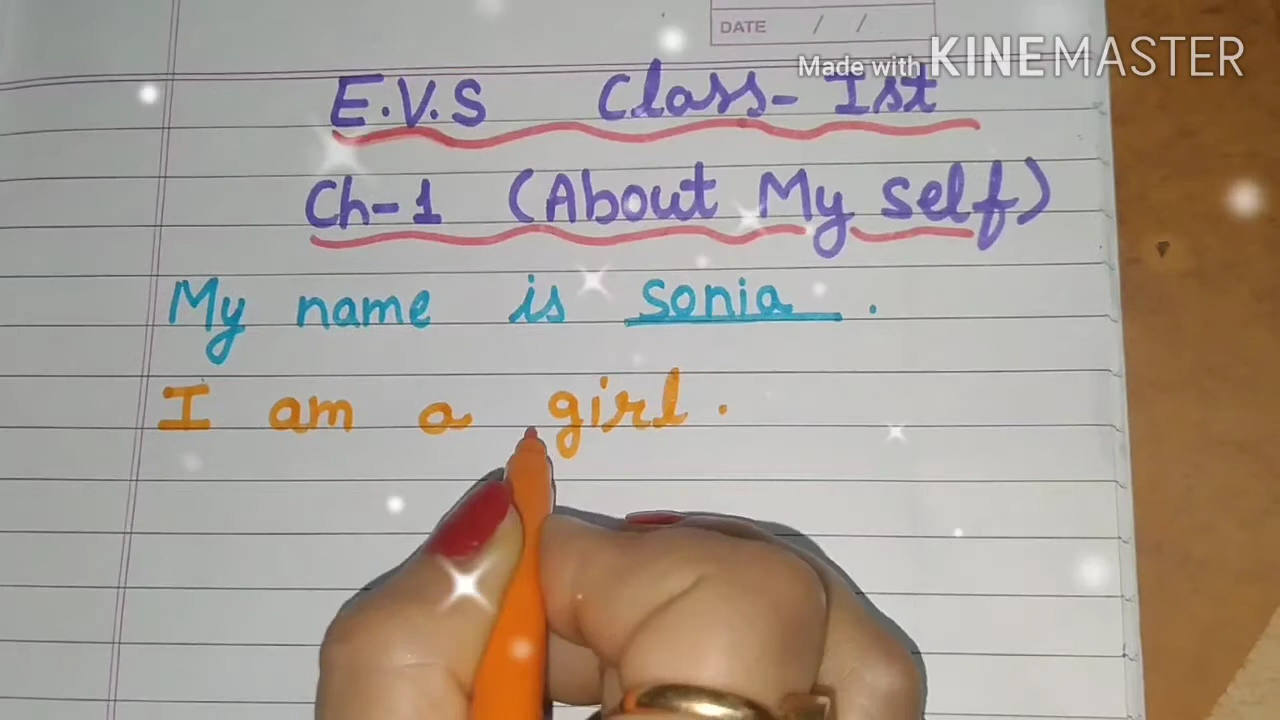 DATE / /
Made with KINEMASTER
E.V.S Class- Ist
Ch-1 (About My self)
My name is sonia .
I am a girl .